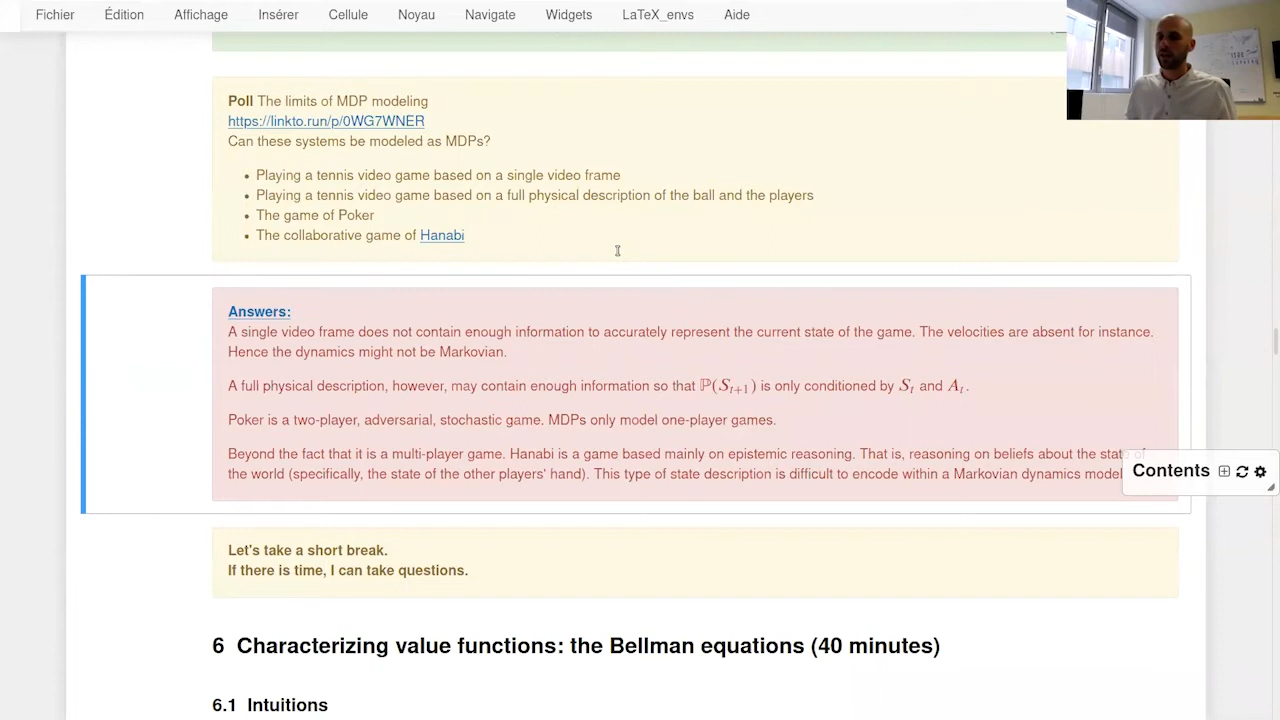 Fichier Édition Affichage Insérer Cellule Noyau Navigate Widgets LaTeX_envs Aide
Poll The limits of MDP modeling
https://linkto.run/p/0WG7WNER
Can these systems be modeled as MDPs?
• Playing a tennis video game based on a single video frame
• Playing a tennis video game based on a full physical description of the ball and the players
• The game of Poker
• The collaborative game of Hanabi
Answers:
A single video frame does not contain enough information to accurately represent the current state of the game. The velocities are absent for instance.
Hence the dynamics might not be Markovian.
A full physical description, however, may contain enough information so that ℙ(S_{t+1}) is only conditioned by S_t and A_t.
Poker is a two-player, adversarial, stochastic game. MDPs only model one-player games.
Beyond the fact that it is a multi-player game. Hanabi is a game based mainly on epistemic reasoning. That is, reasoning on beliefs about the state of
the world (specifically, the state of the other players' hand). This type of state description is difficult to encode within a Markovian dynamics model
Contents
Let's take a short break.
If there is time, I can take questions.
6 Characterizing value functions: the Bellman equations (40 minutes)
6.1 Intuitions